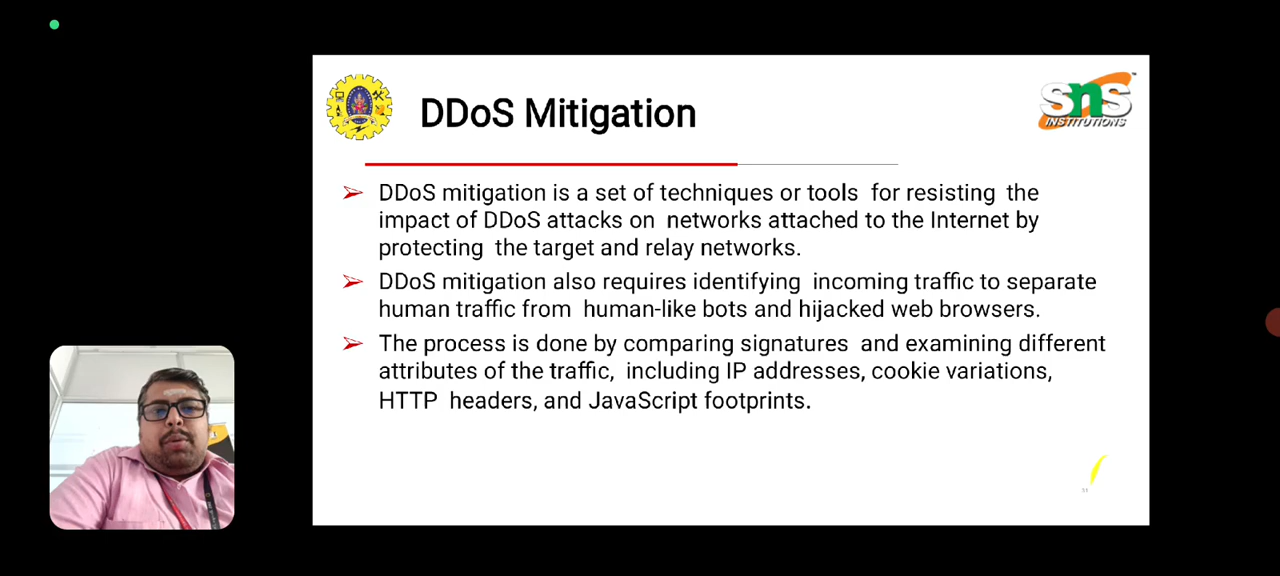 DDoS Mitigation
SNS
INSTITUTIONS
➢ DDoS mitigation is a set of techniques or tools for resisting the
impact of DDoS attacks on networks attached to the Internet by
protecting the target and relay networks.
➢ DDoS mitigation also requires identifying incoming traffic to separate
human traffic from human-like bots and hijacked web browsers.
➢ The process is done by comparing signatures and examining different
attributes of the traffic, including IP addresses, cookie variations,
HTTP headers, and JavaScript footprints.